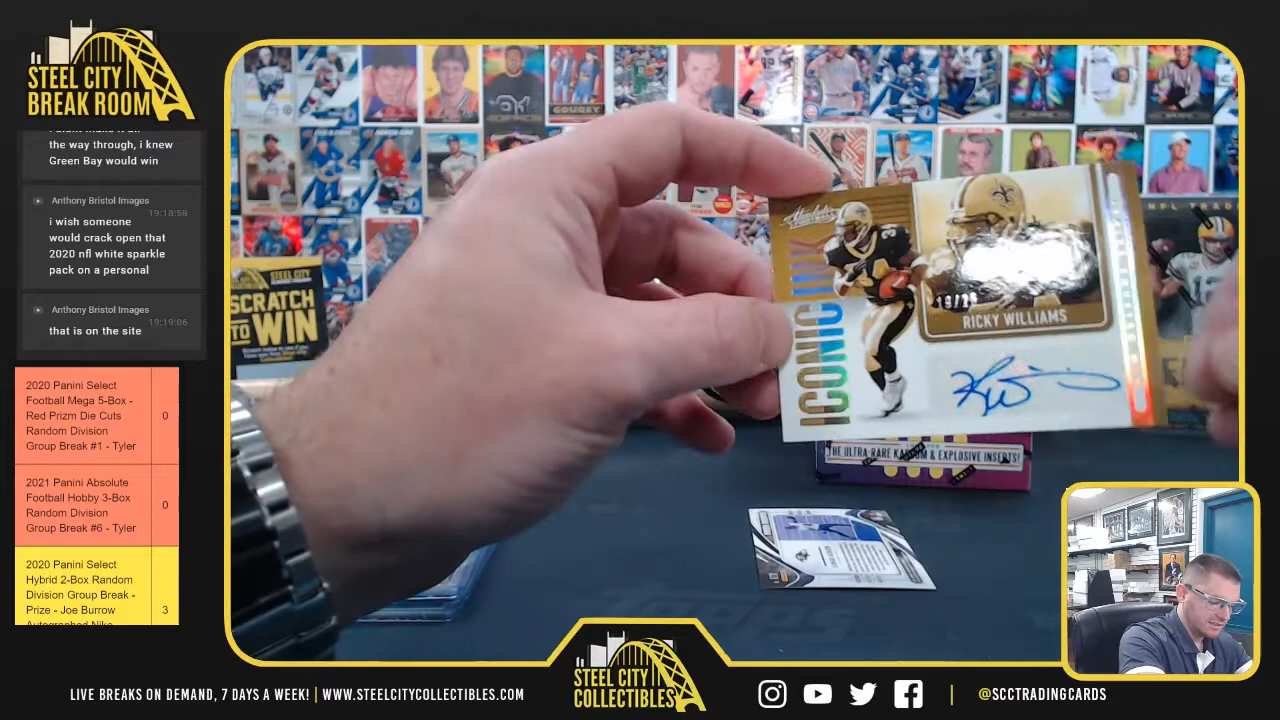 STEEL CITY
BREAK ROOM
the way through, i knew
Green Bay would win
Anthony Bristol Images
19:18:58
i wish someone
would crack open that
2020 nfl white sparkle
pack on a personal
Anthony Bristol Images
19:19:06
that is on the site
2020 Panini Select
Football Mega 5-Box -
Red Prizm Die Cuts
Random Division
Group Break #1 - Tyler
0
2021 Panini Absolute
Football Hobby 3-Box
Random Division
Group Break #6 - Tyler
0
2020 Panini Select
Hybrid 2-Box Random
Division Group Break -
Prize - Joe Burrow
Autographed Nike
3
STEEL CITY
SCRATCH
TO
WIN
Absolute
ICONIC INK
34
RICKY WILLIAMS
THE ULTRA-RARE KABOOM & EXPLOSIVE INSERTS!
STEEL CITY
COLLECTIBLES
LIVE BREAKS ON DEMAND, 7 DAYS A WEEK! | WWW.STEELCITYCOLLECTIBLES.COM
| @SCCTRADINGCARDS